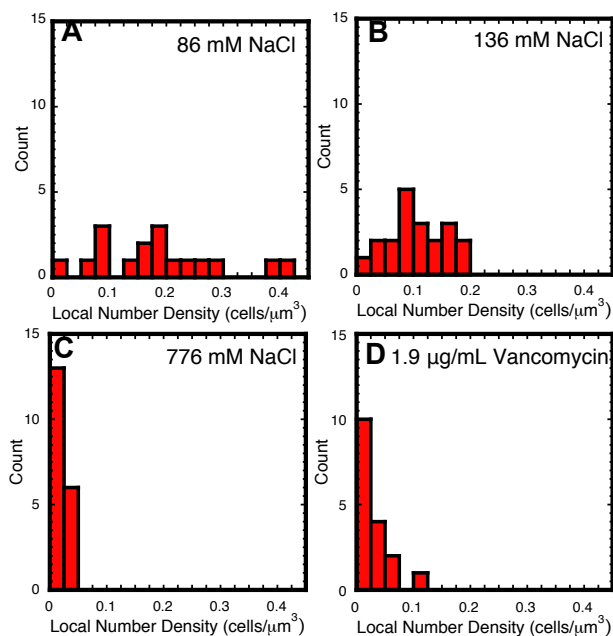 A 86 mM NaCl
15
10
5
0
Count
0 0.1 0.2 0.3 0.4
Local Number Density (cells/μm³)
B 136 mM NaCl
15
10
5
0
Count
0 0.1 0.2 0.3 0.4
Local Number Density (cells/μm³)
C 776 mM NaCl
15
10
5
0
Count
0 0.1 0.2 0.3 0.4
Local Number Density (cells/μm³)
D 1.9 μg/mL Vancomycin
15
10
5
0
Count
0 0.1 0.2 0.3 0.4
Local Number Density (cells/μm³)